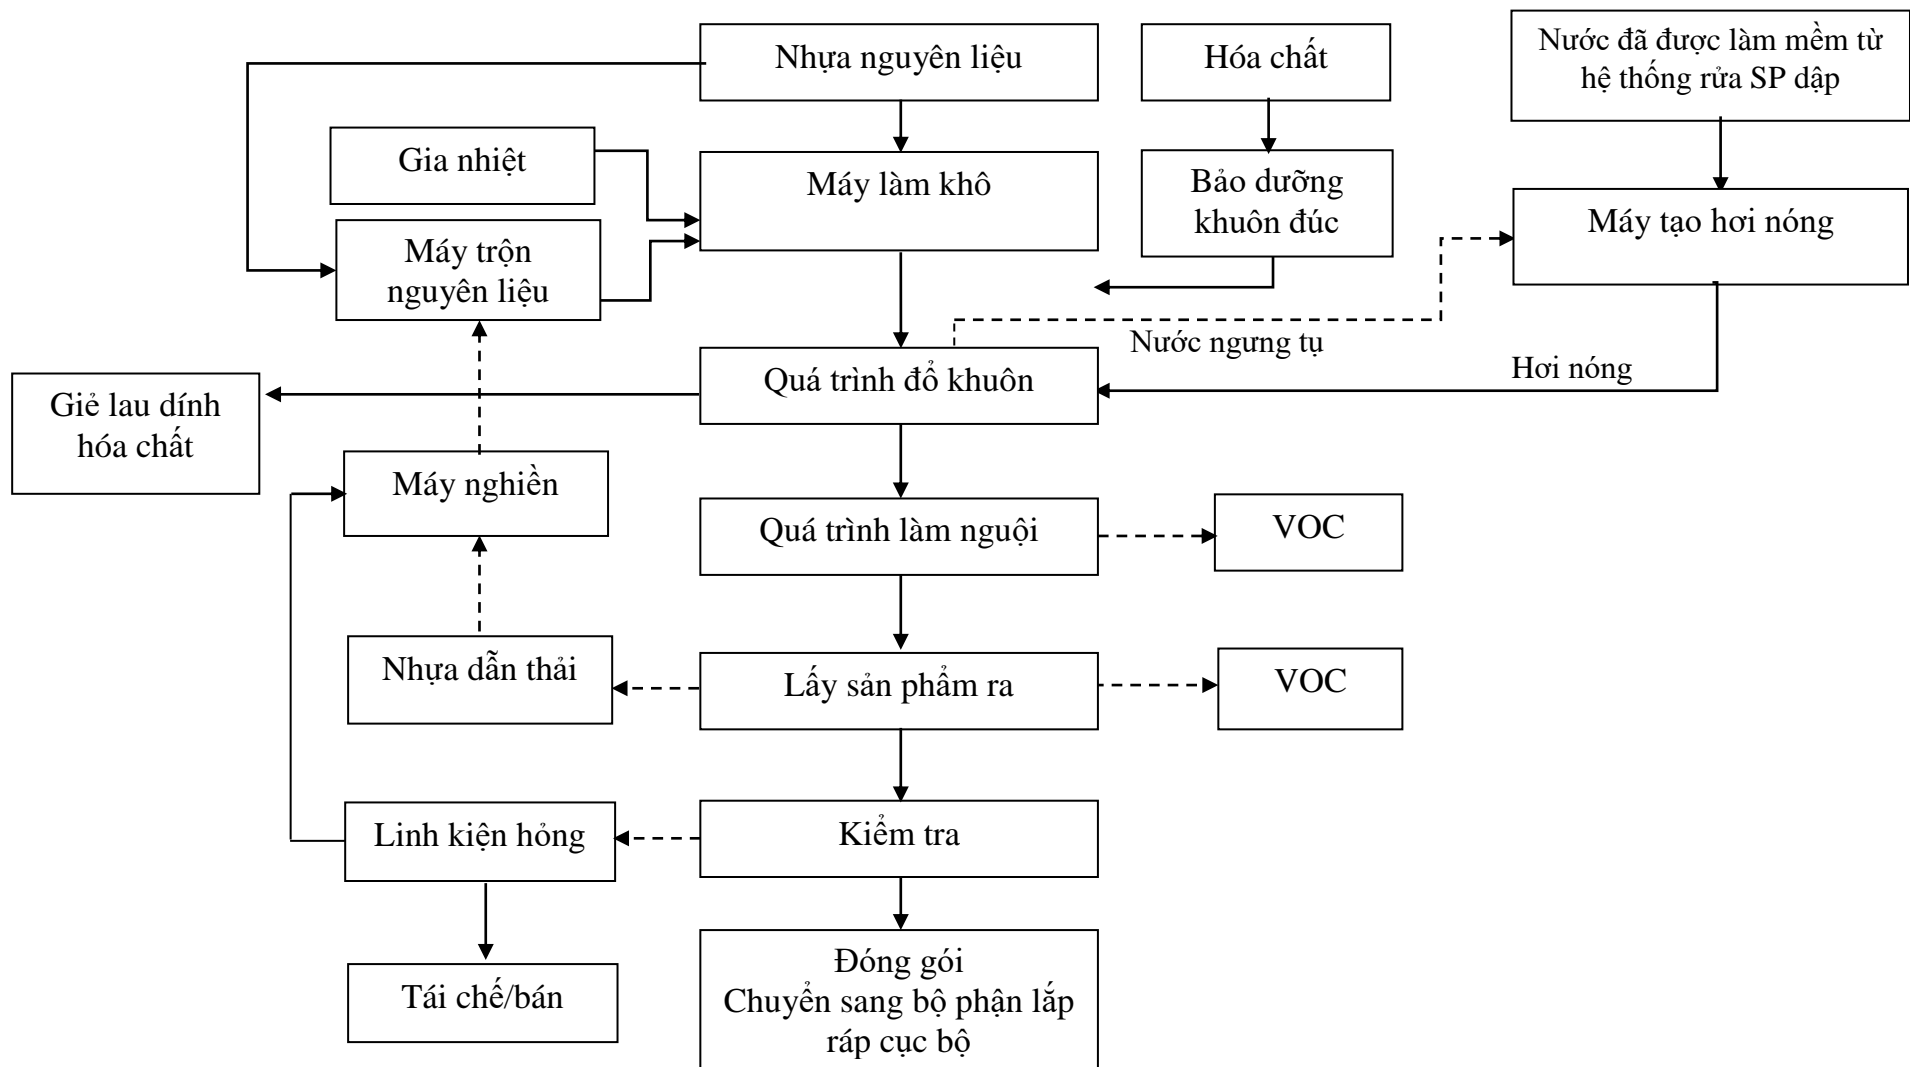 Nhựa nguyên liệu
Hóa chất
Nước đã được làm mềm từ
hệ thống rửa SP dập
Gia nhiệt
Máy làm khô
Bảo dưỡng
khuôn đúc
Máy tạo hơi nóng
Máy trộn
nguyên liệu
Nước ngưng tụ
Hơi nóng
Quá trình đổ khuôn
Giẻ lau dính
hóa chất
Máy nghiền
Quá trình làm nguội
VOC
Nhựa dẫn thải
Lấy sản phẩm ra
VOC
Linh kiện hỏng
Kiểm tra
Tái chế/bán
Đóng gói
Chuyển sang bộ phận lắp
ráp cục bộ